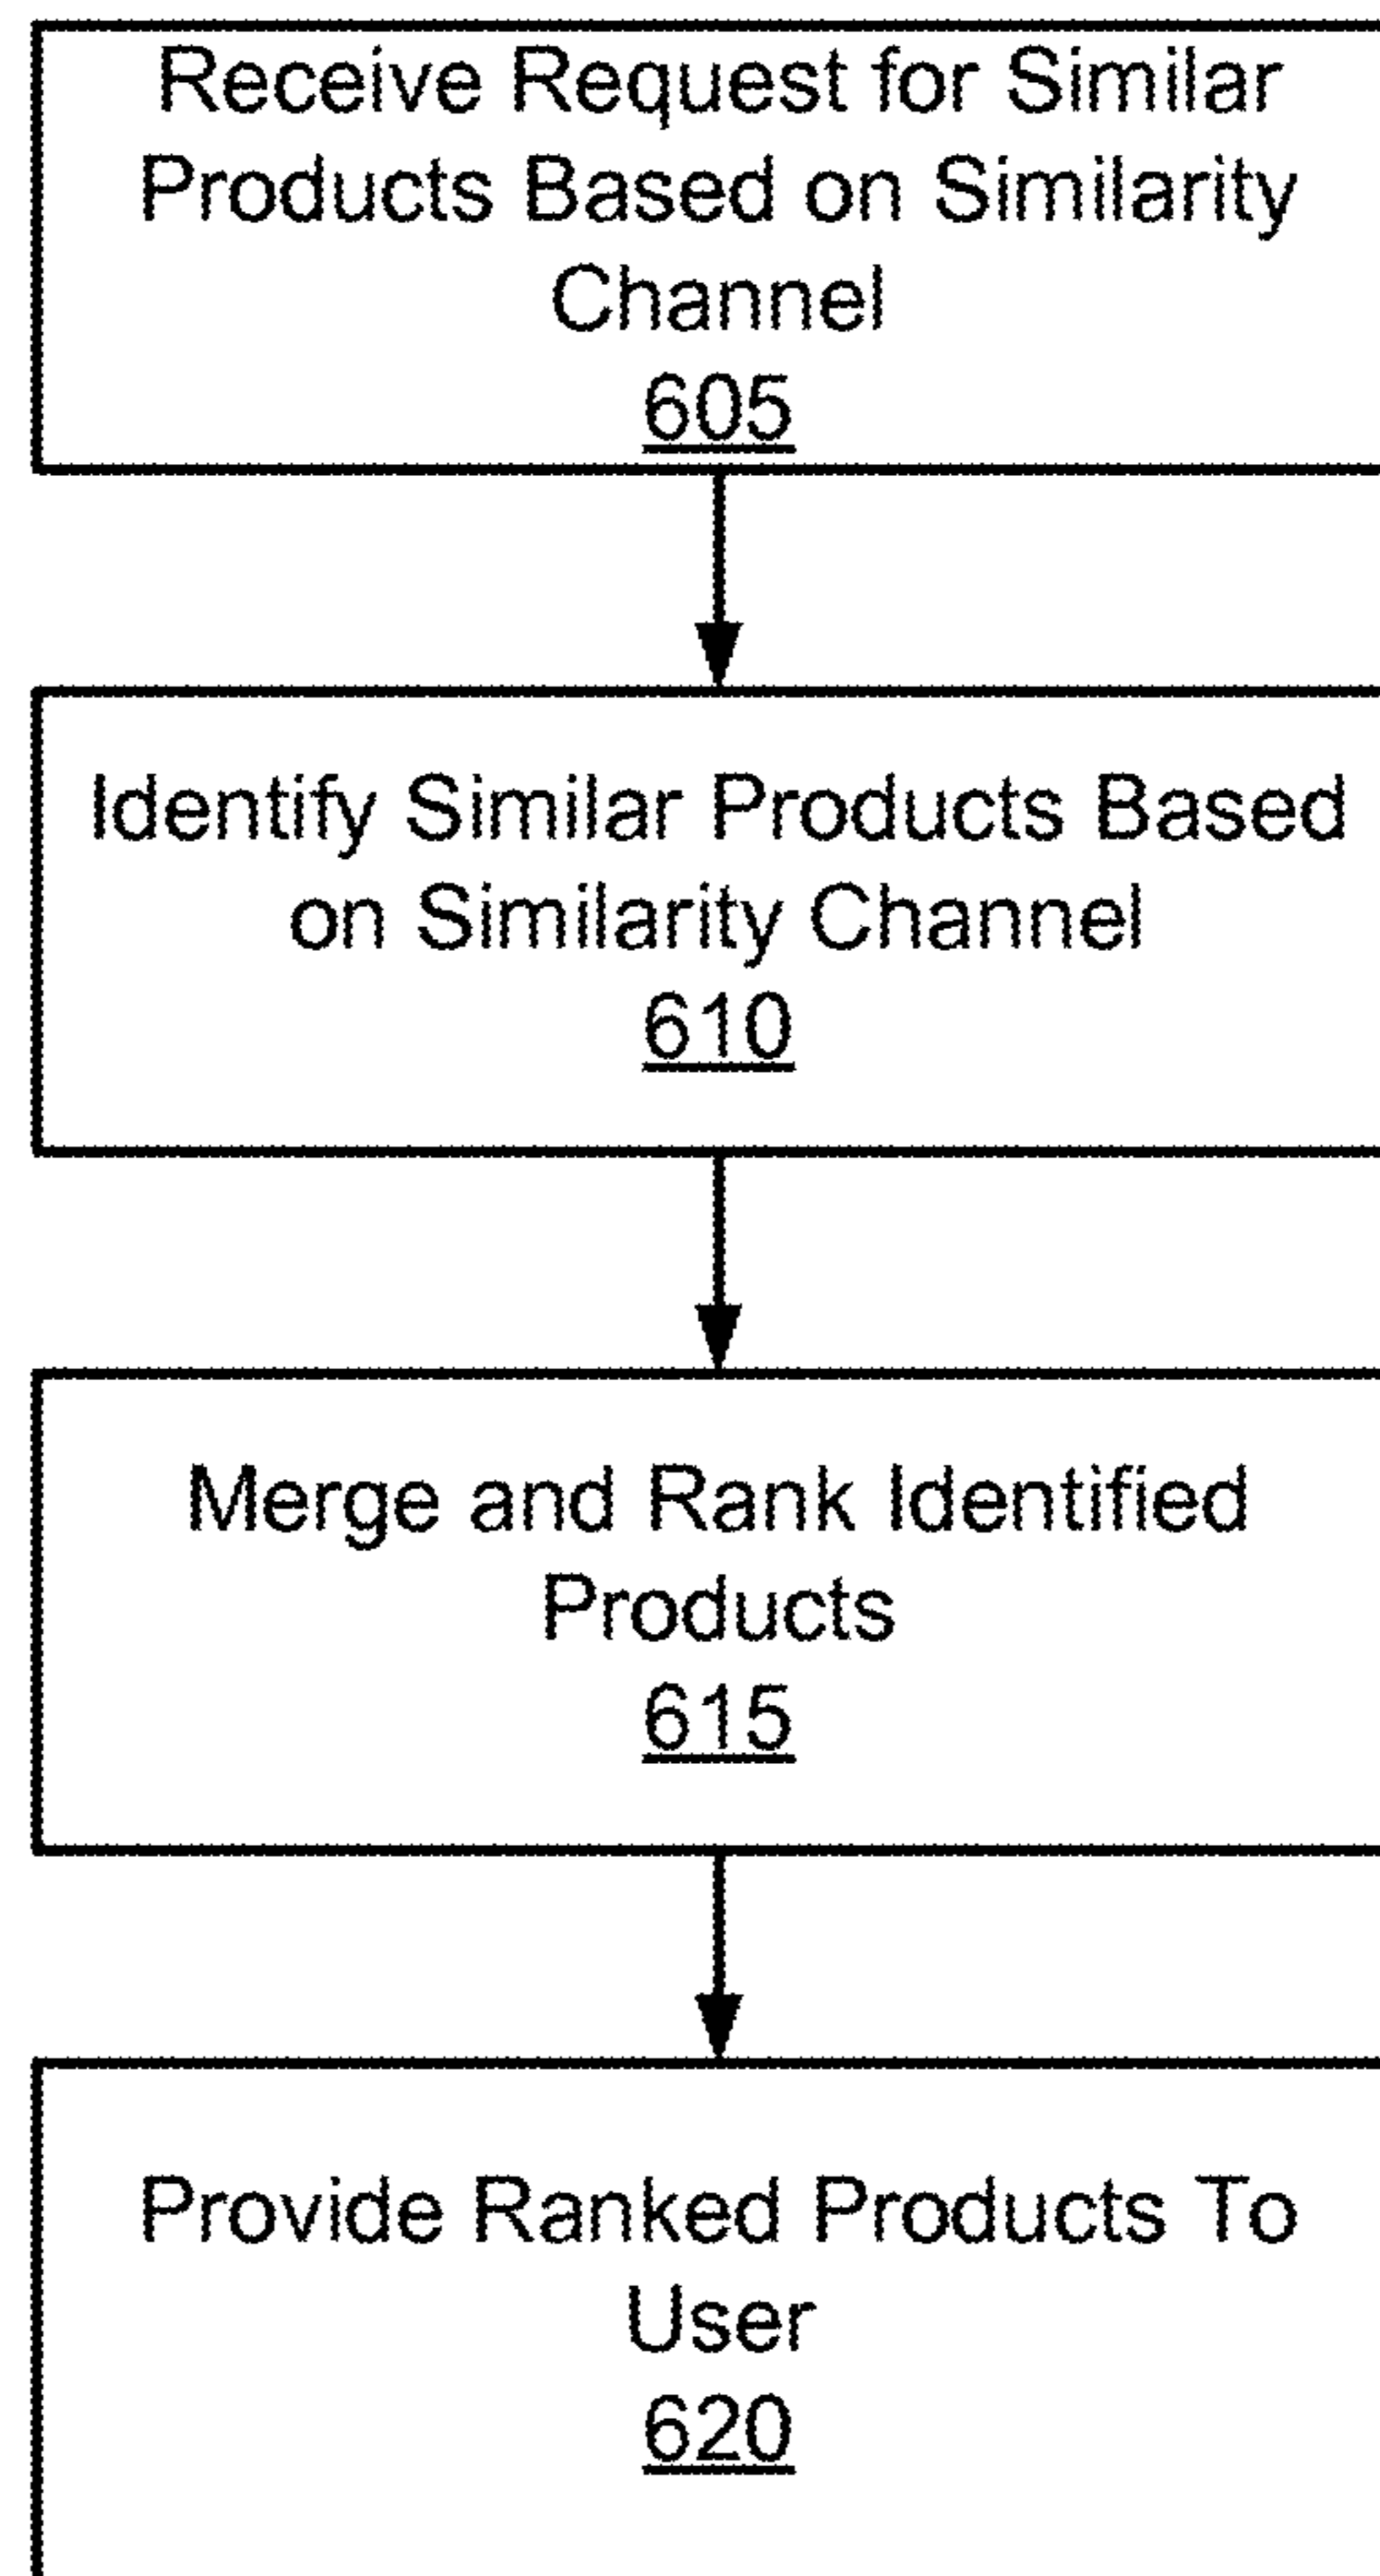 Receive Request for Similar
Products Based on Similarity
Channel
605
Identify Similar Products Based
on Similarity Channel
610
Merge and Rank Identified
Products
615
Provide Ranked Products To
User
620